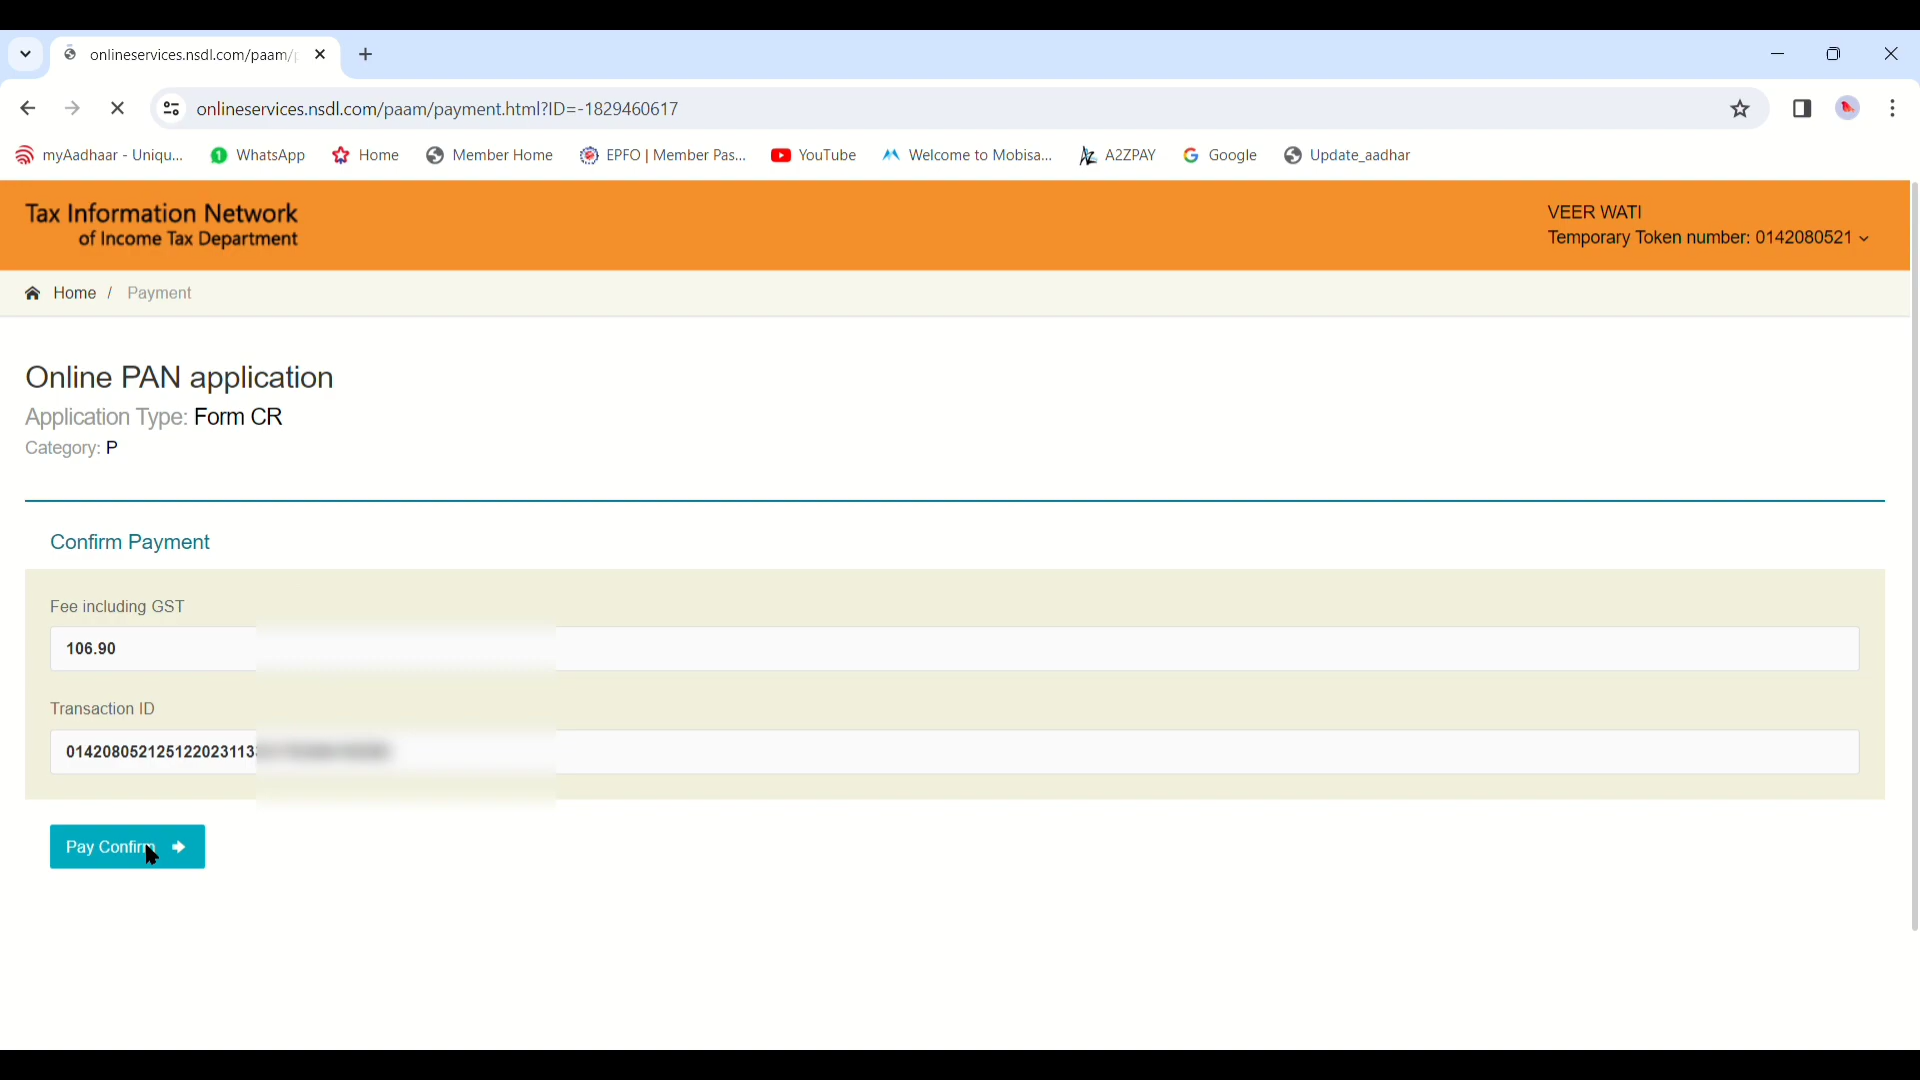 onlineservices.nsdl.com/paam/
onlineservices.nsdl.com/paam/payment.html?ID=-1829460617
myAadhaar - Uniqu... WhatsApp Home Member Home EPFO | Member Pas... YouTube Welcome to Mobisa... A2ZPAY Google Update_aadhar
Tax Information Network
of Income Tax Department
VEER WATI
Temporary Token number: 0142080521
Home / Payment
Online PAN application
Application Type: Form CR
Category: P
Confirm Payment
Fee including GST
106.90
Transaction ID
014208052125122023113
Pay Confirm